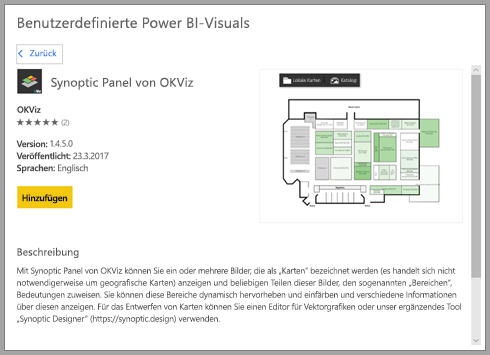 Benutzerdefinierte Power BI-Visuals
Zurück
Synoptic Panel von OKViz
OKViz
(2)
Version: 1.4.5.0
Veröffentlicht: 23.3.2017
Sprachen: Englisch
Hinzufügen
Lokale Karten
Katalog
Beschreibung
Mit Synoptic Panel von OKViz können Sie ein oder mehrere Bilder, die als „Karten“ bezeichnet werden (es handelt sich nicht
notwendigerweise um geografische Karten) anzeigen und beliebigen Teilen dieser Bilder, den sogenannten „Bereichen“,
Bedeutungen zuweisen. Sie können diese Bereiche dynamisch hervorheben und einfärben und verschiedene Informationen
über diesen anzeigen. Für das Entwerfen von Karten können Sie einen Editor für Vektorgrafiken oder unser ergänzendes Tool
„Synoptic Designer“ (https://synoptic.design) verwenden.